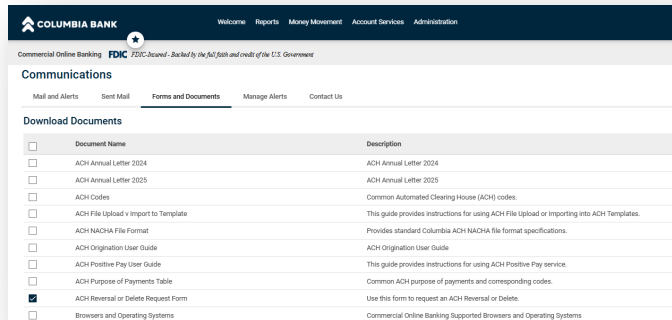 COLUMBIA BANK
Welcome Reports Money Movement Account Services Administration
Commercial Online Banking FDIC FDIC-Insured - Backed by the full faith and credit of the U.S. Government
Communications
Mail and Alerts Sent Mail Forms and Documents Manage Alerts Contact Us
Download Documents
Document Name Description
ACH Annual Letter 2024 ACH Annual Letter 2024
ACH Annual Letter 2025 ACH Annual Letter 2025
ACH Codes Common Automated Clearing House (ACH) codes.
ACH File Upload v Import to Template This guide provides instructions for using ACH File Upload or Importing into ACH Templates.
ACH NACHA File Format Provides standard Columbia ACH NACHA file format specifications.
ACH Origination User Guide ACH Origination User Guide
ACH Positive Pay User Guide This guide provides instructions for using ACH Positive Pay service.
ACH Purpose of Payments Table Common ACH purpose of payments and corresponding codes.
ACH Reversal or Delete Request Form Use this form to request an ACH Reversal or Delete.
Browsers and Operating Systems Commercial Online Banking Supported Browsers and Operating Systems